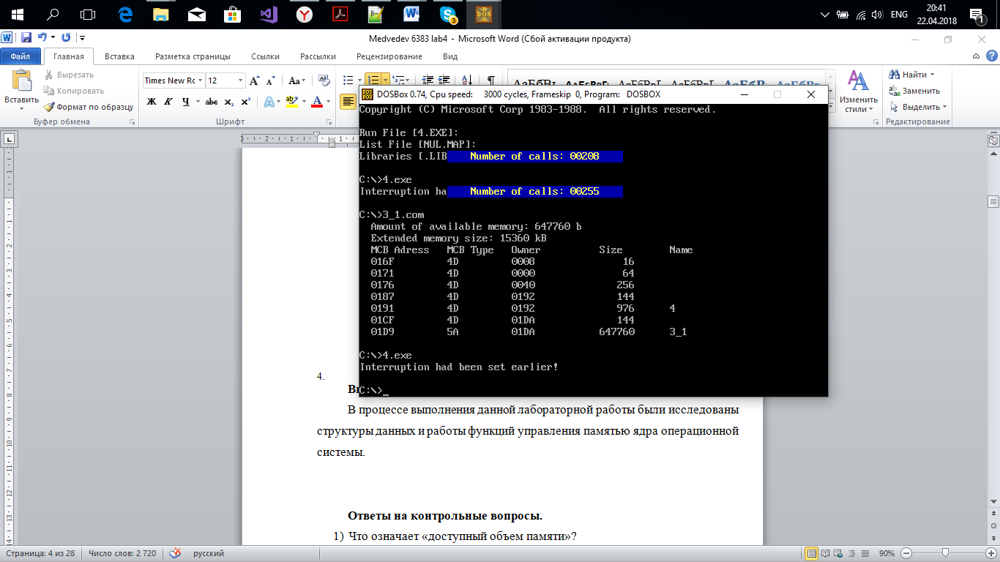 ENG
20:41
22.04.2018
3
1
Medvedev 6383 lab4 - Microsoft Word (Сбой активации продукта)
Файл Главная Вставка Разметка страницы Ссылки Рассылки Рецензирование Вид
Вставить
Вырезать
Копировать
Формат по образцу
Буфер обмена
Times New Rc 12
Шрифт
Изменить стили
Найти
Заменить
Выделить
Редактирование
DOSBox 0.74, Cpu speed: 3000 cycles, Frameskip 0, Program: DOSBOX
Copyright (C) Microsoft Corp 1983-1988. All rights reserved.
Run File [4.EXE]:
List File [NUL.MAP]:
Libraries [.LIB Number of calls: 00208
C:\>4.exe
Interruption ha Number of calls: 00255
C:\>3_1.com
Amount of available memory: 647760 b
Extended memory size: 15360 kB
MCB Adress MCB Type Owner Size Name
016F 4D 0008 16
0171 4D 0000 64
0176 4D 0040 256
0187 4D 0192 144
0191 4D 0192 976 4
01CF 4D 01DA 144
01D9 5A 01DA 647760 3_1
C:\>4.exe
Interruption had been set earlier!
C:\>_
4.
В процессе выполнения данной лабораторной работы были исследованы
структуры данных и работы функций управления памятью ядра операционной
системы.
Ответы на контрольные вопросы.
1) Что означает «доступный объем памяти»?
Страница: 4 из 28 Число слов: 2 720 русский 90%